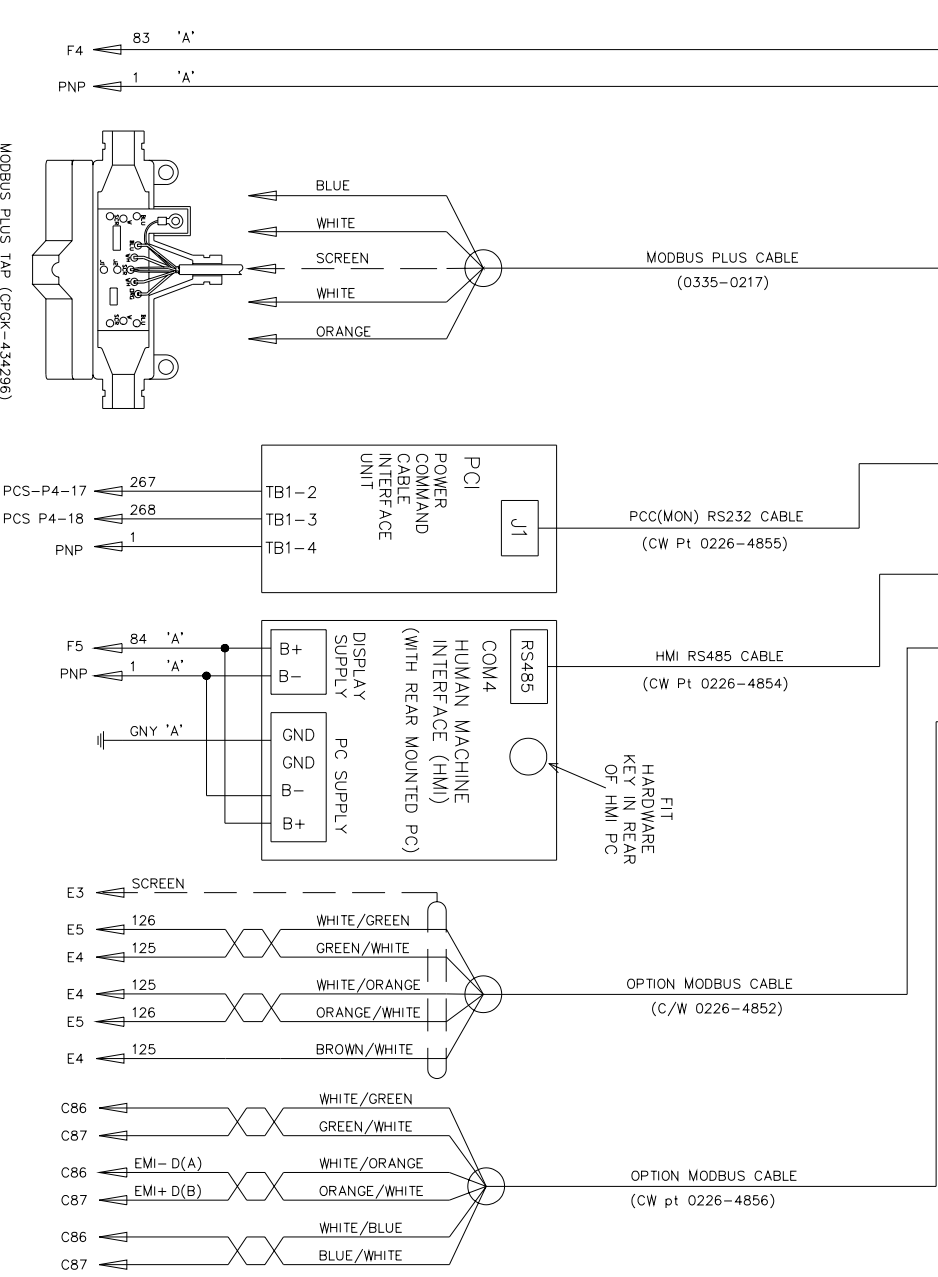 F4 83 'A'
PNP 1 'A'
MODBUS PLUS TAP (CPGK-434296)
BLUE
WHITE
SCREEN
WHITE
ORANGE
MODBUS PLUS CABLE
(0335-0217)
PCS-P4-17 267 TB1-2
PCS P4-18 268 TB1-3
PNP 1 TB1-4
PCI
POWER
COMMAND
CABLE
INTERFACE
UNIT
J1
PCC(MON) RS232 CABLE
(CW Pt 0226-4855)
F5 84 'A' B+
PNP 1 'A' B-
DISPLAY
SUPPLY
GNY 'A' GND
GND
B-
B+
PC SUPPLY
RS485
COM4
HUMAN MACHINE
INTERFACE (HMI)
(WITH REAR MOUNTED PC)
HMI RS485 CABLE
(CW Pt 0226-4854)
FIT
HARDWARE
KEY IN REAR
OF HMI PC
E3 SCREEN
E5 126 WHITE/GREEN
E4 125 GREEN/WHITE
E4 125 WHITE/ORANGE
E5 126 ORANGE/WHITE
E4 125 BROWN/WHITE
OPTION MODBUS CABLE
(C/W 0226-4852)
C86 WHITE/GREEN
C87 GREEN/WHITE
C86 EMI- D(A) WHITE/ORANGE
C87 EMI+ D(B) ORANGE/WHITE
C86 WHITE/BLUE
C87 BLUE/WHITE
OPTION MODBUS CABLE
(CW pt 0226-4856)